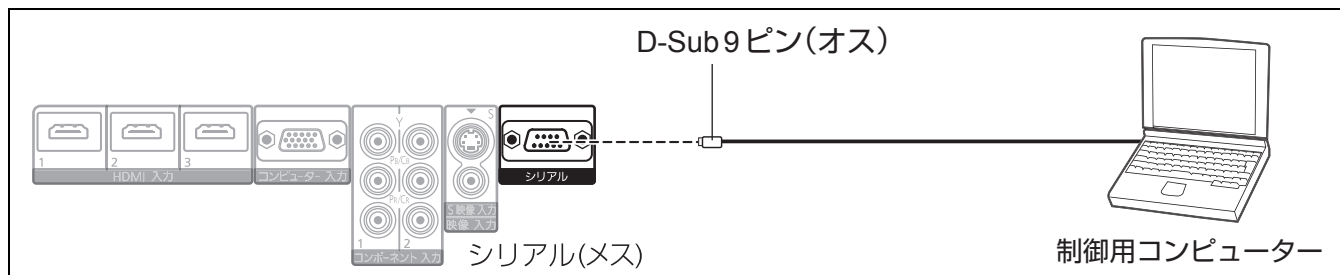 D-Sub 9 ピン(オス)
Y
S
PB/CB
PR/CR
1 2 3
HDMI 入力
コンピューター 入力
シリアル
S映像入力
映像 入力
1 2
コンポーネント 入力
シリアル(メス)
制御用コンピューター